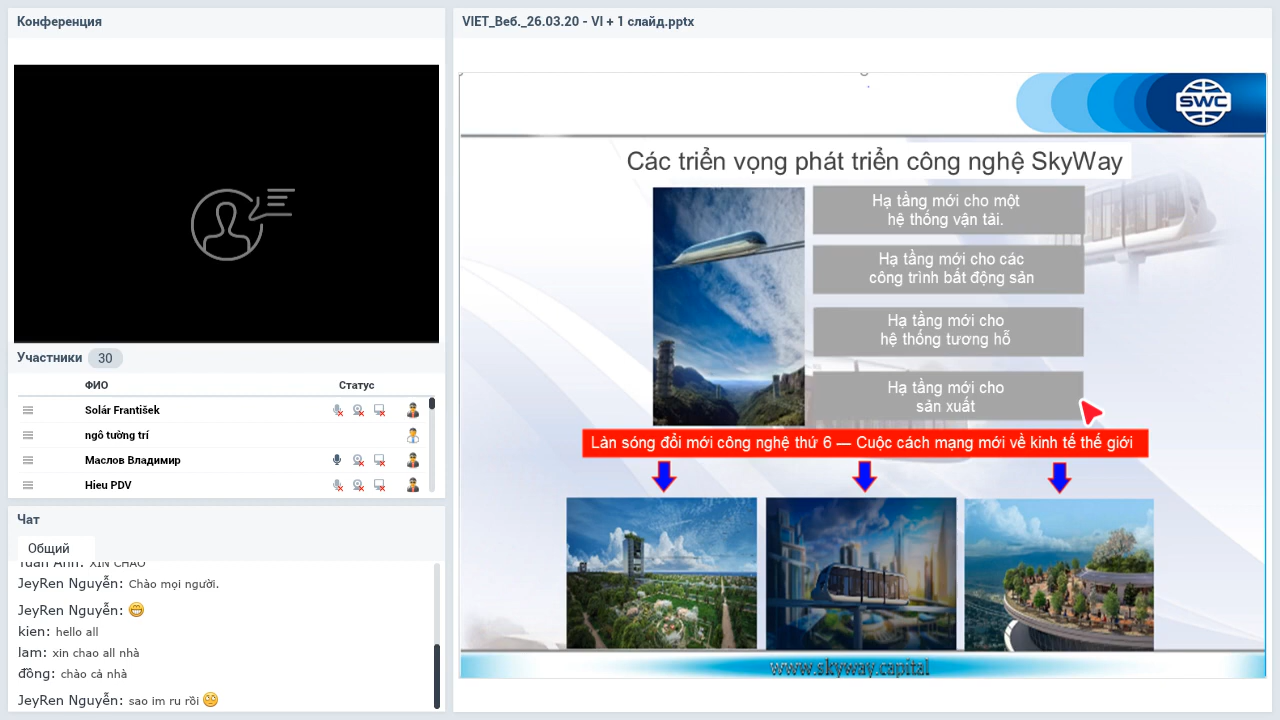 Конференция
Участники 30
ФИО Статус
Solár František
ngô tường trí
Маслов Владимир
Hieu PDV
Чат
Общий
Tuấn Anh: XIN CHÀO
JeyRen Nguyễn: Chào mọi người.
JeyRen Nguyễn:
kien: hello all
lam: xin chao all nhà
đồng: chào cả nhà
JeyRen Nguyễn: sao im ru rồi
VIET_Веб._26.03.20 - VI + 1 слайд.pptx
SWC
Các triển vọng phát triển công nghệ SkyWay
Hạ tầng mới cho một
hệ thống vận tải.
Hạ tầng mới cho các
công trình bất động sản
Hạ tầng mới cho
hệ thống tương hỗ
Hạ tầng mới cho
sản xuất
Làn sóng đổi mới công nghệ thứ 6 — Cuộc cách mạng mới về kinh tế thế giới
www.skyway.capital